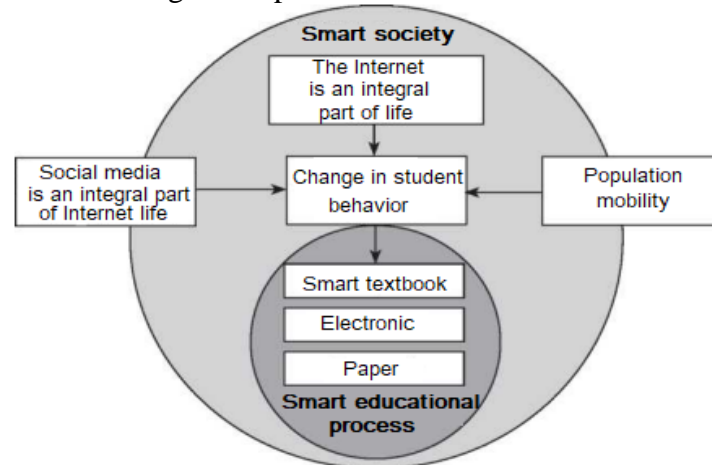 Smart society
The Internet
is an integral
part of life
Social media
is an integral part
of Internet life
Change in student
behavior
Population
mobility
Smart textbook
Electronic
Paper
Smart educational
process